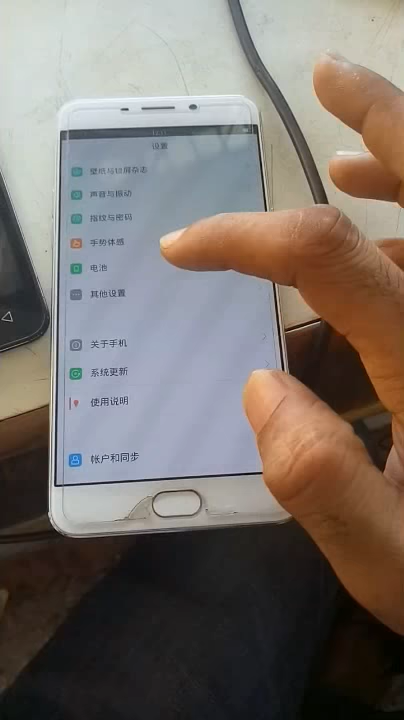 设置
壁纸与锁屏杂志
声音与振动
指纹与密码
手势体感
电池
其他设置
关于手机
系统更新
使用说明
帐户和同步